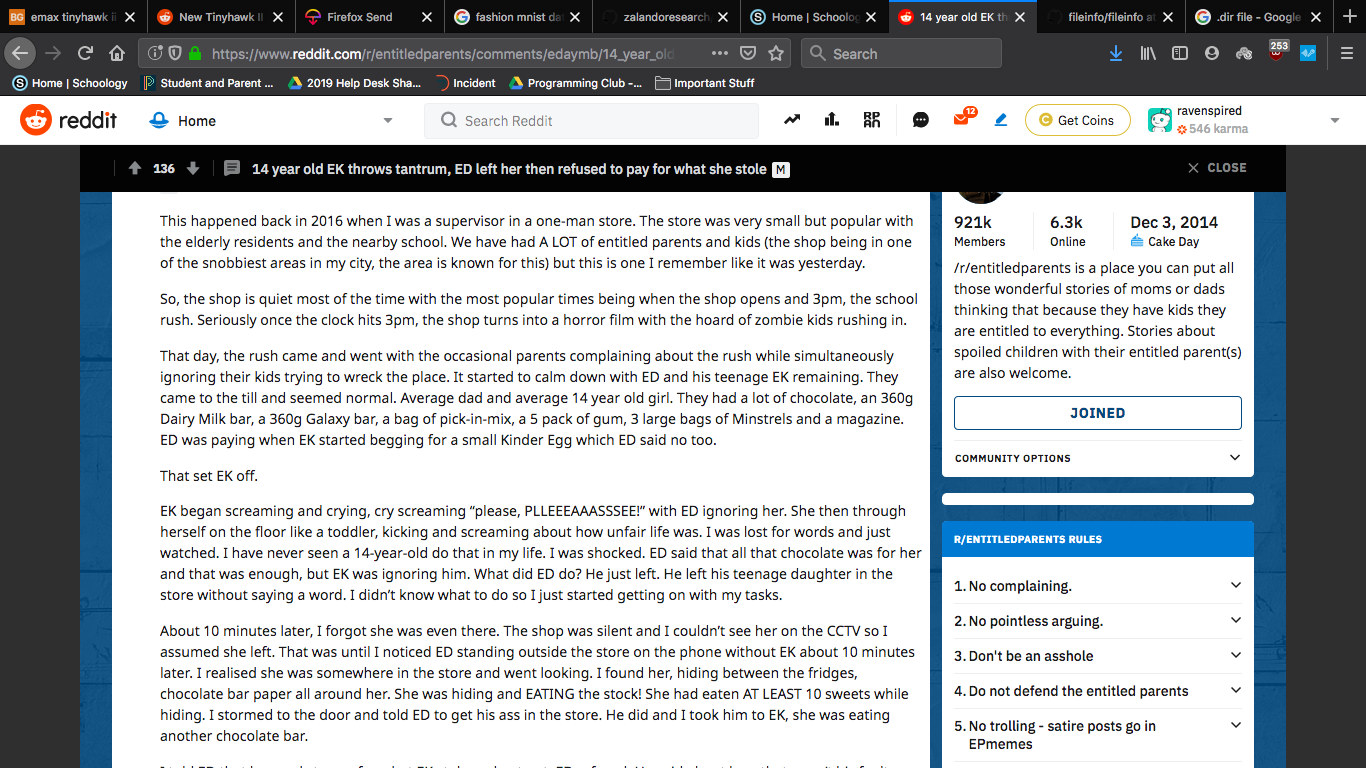 emax tinyhawk i
New Tinyhawk I
Firefox Send
fashion mnist da
zalandoresearch
Home | Schoolog
14 year old EK th
fileinfo/fileinfo at
.dir file - Google
https://www.reddit.com/r/entitledparents/comments/edaymb/14_year_old
Search
253
Home | Schoology
Student and Parent ...
2019 Help Desk Sha...
Incident
Programming Club -...
Important Stuff
reddit
Home
Search Reddit
12
Get Coins
ravenspired
546 karma
136
14 year old EK throws tantrum, ED left her then refused to pay for what she stole M
CLOSE
This happened back in 2016 when I was a supervisor in a one-man store. The store was very small but popular with
the elderly residents and the nearby school. We have had A LOT of entitled parents and kids (the shop being in one
of the snobbiest areas in my city, the area is known for this) but this is one I remember like it was yesterday.
So, the shop is quiet most of the time with the most popular times being when the shop opens and 3pm, the school
rush. Seriously once the clock hits 3pm, the shop turns into a horror film with the hoard of zombie kids rushing in.
That day, the rush came and went with the occasional parents complaining about the rush while simultaneously
ignoring their kids trying to wreck the place. It started to calm down with ED and his teenage EK remaining. They
came to the till and seemed normal. Average dad and average 14 year old girl. They had a lot of chocolate, an 360g
Dairy Milk bar, a 360g Galaxy bar, a bag of pick-in-mix, a 5 pack of gum, 3 large bags of Minstrels and a magazine.
ED was paying when EK started begging for a small Kinder Egg which ED said no too.
That set EK off.
EK began screaming and crying, cry screaming “please, PLLEEEAAASSSEE!” with ED ignoring her. She then through
herself on the floor like a toddler, kicking and screaming about how unfair life was. I was lost for words and just
watched. I have never seen a 14-year-old do that in my life. I was shocked. ED said that all that chocolate was for her
and that was enough, but EK was ignoring him. What did ED do? He just left. He left his teenage daughter in the
store without saying a word. I didn’t know what to do so I just started getting on with my tasks.
About 10 minutes later, I forgot she was even there. The shop was silent and I couldn’t see her on the CCTV so I
assumed she left. That was until I noticed ED standing outside the store on the phone without EK about 10 minutes
later. I realised she was somewhere in the store and went looking. I found her, hiding between the fridges,
chocolate bar paper all around her. She was hiding and EATING the stock! She had eaten AT LEAST 10 sweets while
hiding. I stormed to the door and told ED to get his ass in the store. He did and I took him to EK, she was eating
another chocolate bar.
921k
Members
6.3k
Online
Dec 3, 2014
Cake Day
/r/entitledparents is a place you can put all
those wonderful stories of moms or dads
thinking that because they have kids they
are entitled to everything. Stories about
spoiled children with their entitled parent(s)
are also welcome.
JOINED
COMMUNITY OPTIONS
R/ENTITLEDPARENTS RULES
1. No complaining.
2. No pointless arguing.
3. Don't be an asshole
4. Do not defend the entitled parents
5. No trolling - satire posts go in
EPmemes